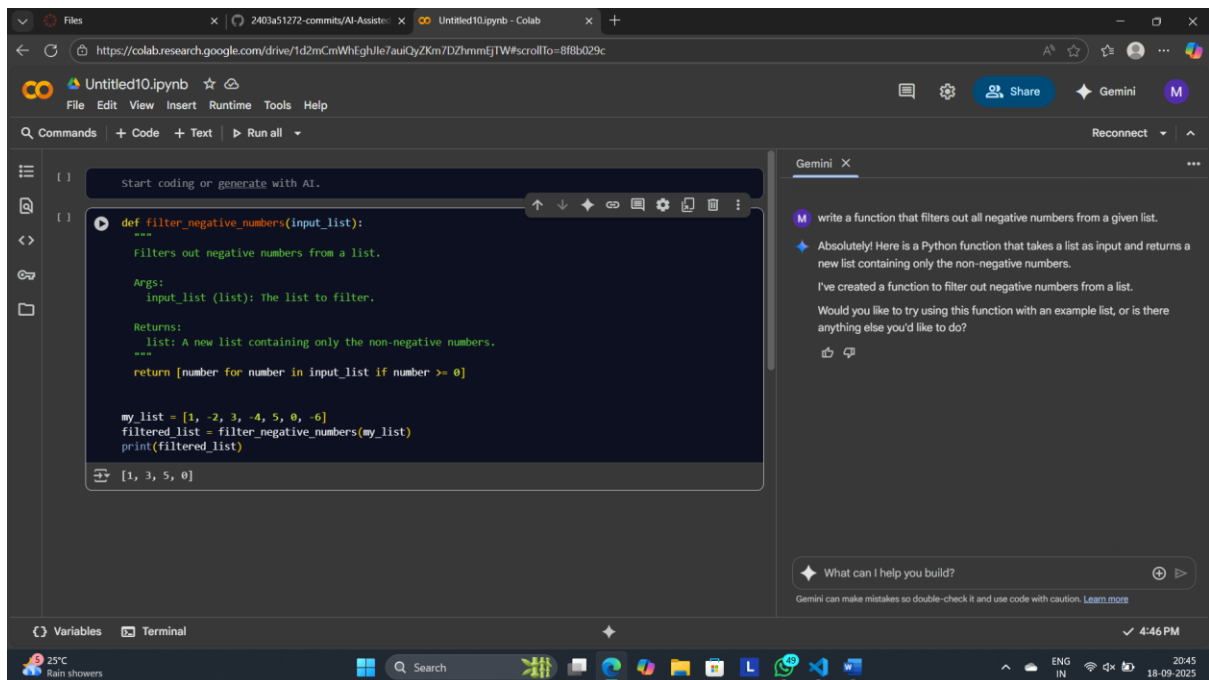 Files
2403a51272-commits/AI-Assisted
Untitled10.ipynb - Colab
https://colab.research.google.com/drive/1d2mCmWhEghJIe7auiQyZKm7DZhmmEjTW#scrollTo=8f8b029c
CO
Untitled10.ipynb
File Edit View Insert Runtime Tools Help
Share
Gemini
M
Commands + Code + Text Run all
Reconnect
[ ]
Start coding or generate with AI.
[ ]
def filter_negative_numbers(input_list):
"""
Filters out negative numbers from a list.
Args:
input_list (list): The list to filter.
Returns:
list: A new list containing only the non-negative numbers.
"""
return [number for number in input_list if number >= 0]
my_list = [1, -2, 3, -4, 5, 0, -6]
filtered_list = filter_negative_numbers(my_list)
print(filtered_list)
[1, 3, 5, 0]
Gemini
M write a function that filters out all negative numbers from a given list.
Absolutely! Here is a Python function that takes a list as input and returns a
new list containing only the non-negative numbers.
I've created a function to filter out negative numbers from a list.
Would you like to try using this function with an example list, or is there
anything else you'd like to do?
What can I help you build?
Gemini can make mistakes so double-check it and use code with caution. Learn more
{} Variables Terminal
4:46 PM
5
25°C
Rain showers
Search
L
49
ENG
IN
20:45
18-09-2025